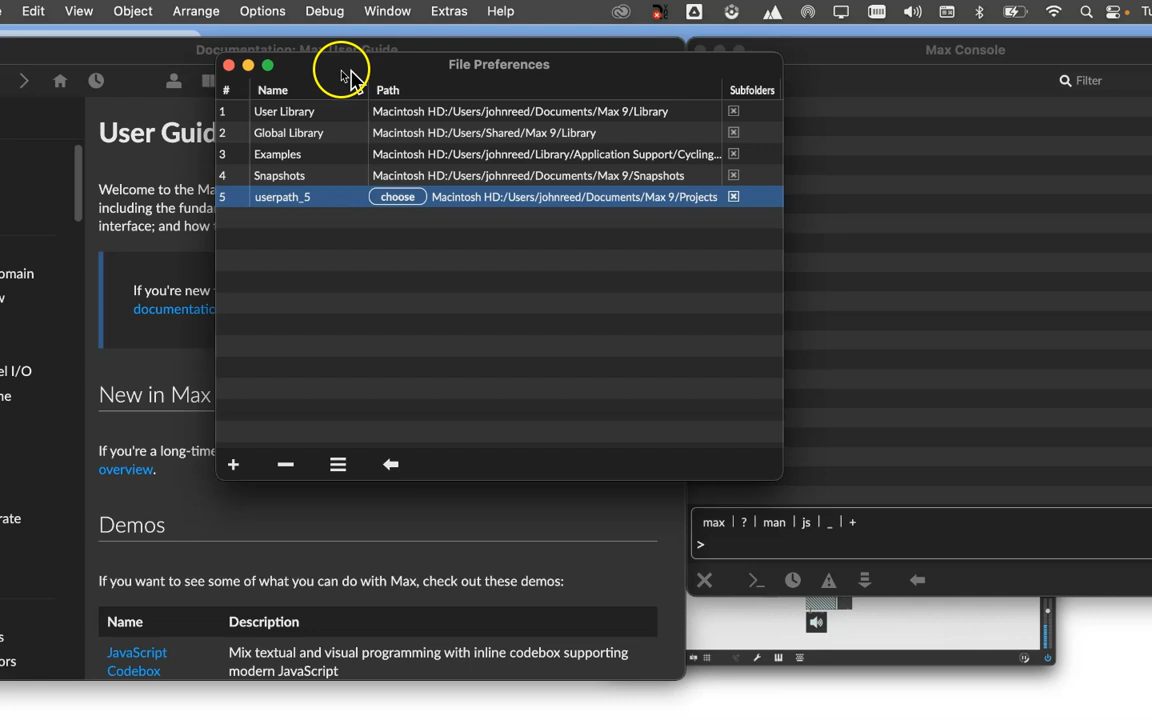 Edit View Object Arrange Options Debug Window Extras Help
Documentation: Max User Guide
File Preferences
Max Console
# Name Path Subfolders
Filter
1 User Library Macintosh HD:/Users/johnreed/Documents/Max 9/Library
2 Global Library Macintosh HD:/Users/Shared/Max 9/Library
3 Examples Macintosh HD:/Users/johnreed/Library/Application Support/Cycling...
4 Snapshots Macintosh HD:/Users/johnreed/Documents/Max 9/Snapshots
5 userpath_5 choose Macintosh HD:/Users/johnreed/Documents/Max 9/Projects
User Guid
Welcome to the Ma
including the funda
interface; and how
omain
w
If you're new
documentatio
el I/O
ne
New in Max
If you're a long-time
overview.
rate
Demos
If you want to see some of what you can do with Max, check out these demos:
Name Description
JavaScript Mix textual and visual programming with inline codebox supporting
Codebox modern JavaScript
s
ors
max | ? | man | js | _ | +
>